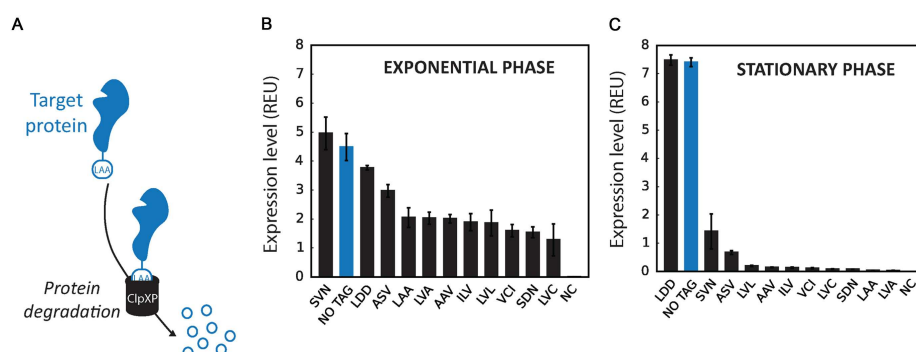 A
Target
protein
LAA
LAA
Protein
degradation
ClpXP
B
EXPONENTIAL PHASE
Expression level (REU)
8
7
6
5
4
3
2
1
0
SVN NO TAG LDD ASV LAA LVA AAV ILV LVL VCI SDN LVC NC
C
STATIONARY PHASE
Expression level (REU)
8
7
6
5
4
3
2
1
0
LDD NO TAG SVN ASV LVL AAV ILV VCI LVC SDN LAA LVA NC